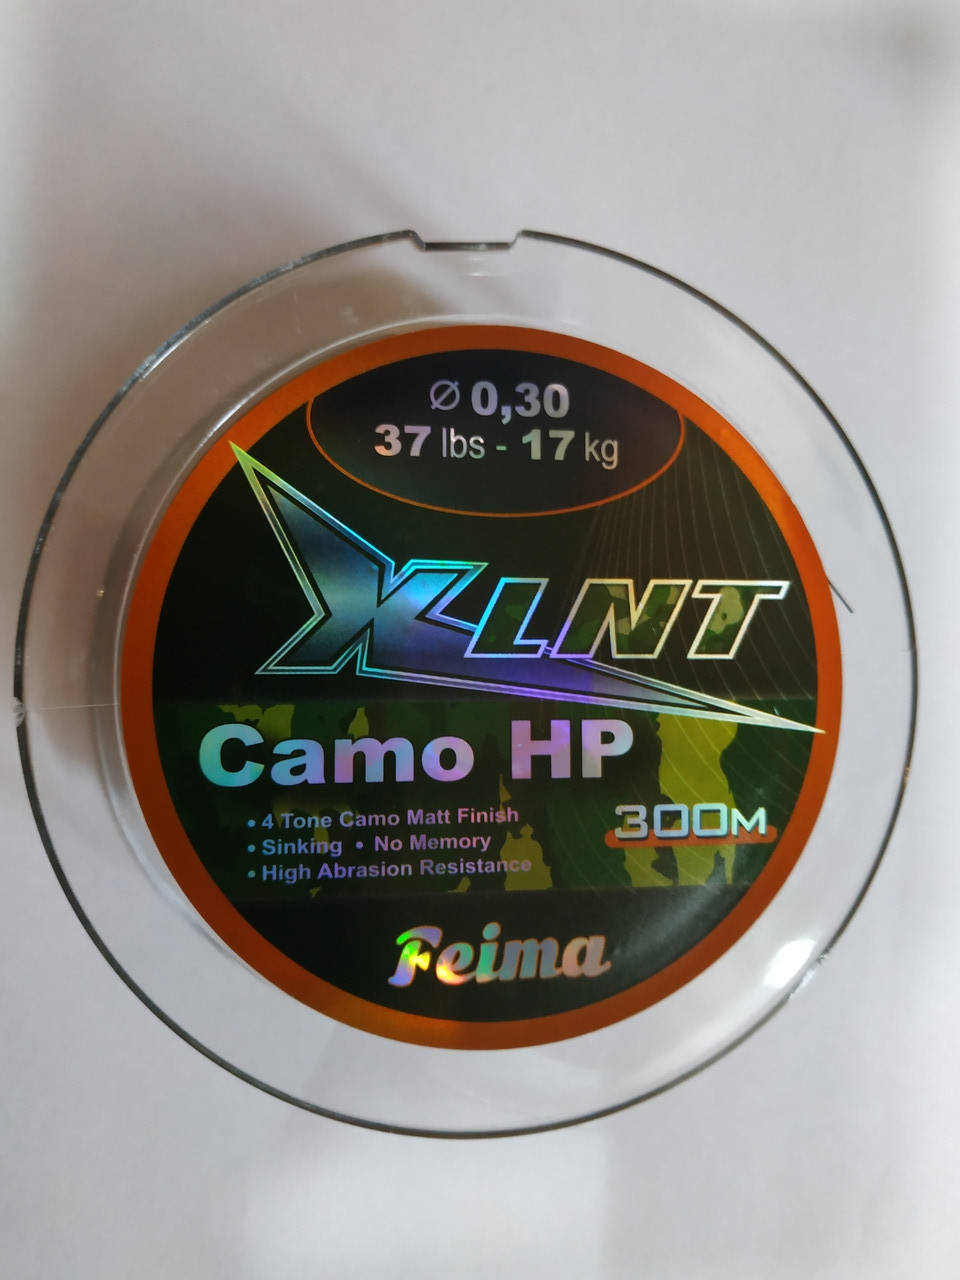 Ø 0,30
37 lbs - 17 kg
XLNT
Camo HP
• 4 Tone Camo Matt Finish
• Sinking • No Memory
• High Abrasion Resistance
300M
Feima